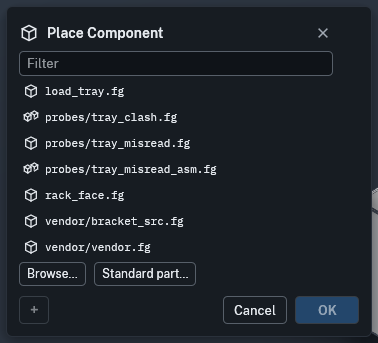 Place Component
Filter
load_tray.fg
probes/tray_clash.fg
probes/tray_misread.fg
probes/tray_misread_asm.fg
rack_face.fg
vendor/bracket_src.fg
vendor/vendor.fg
Browse... Standard part...
+ Cancel OK